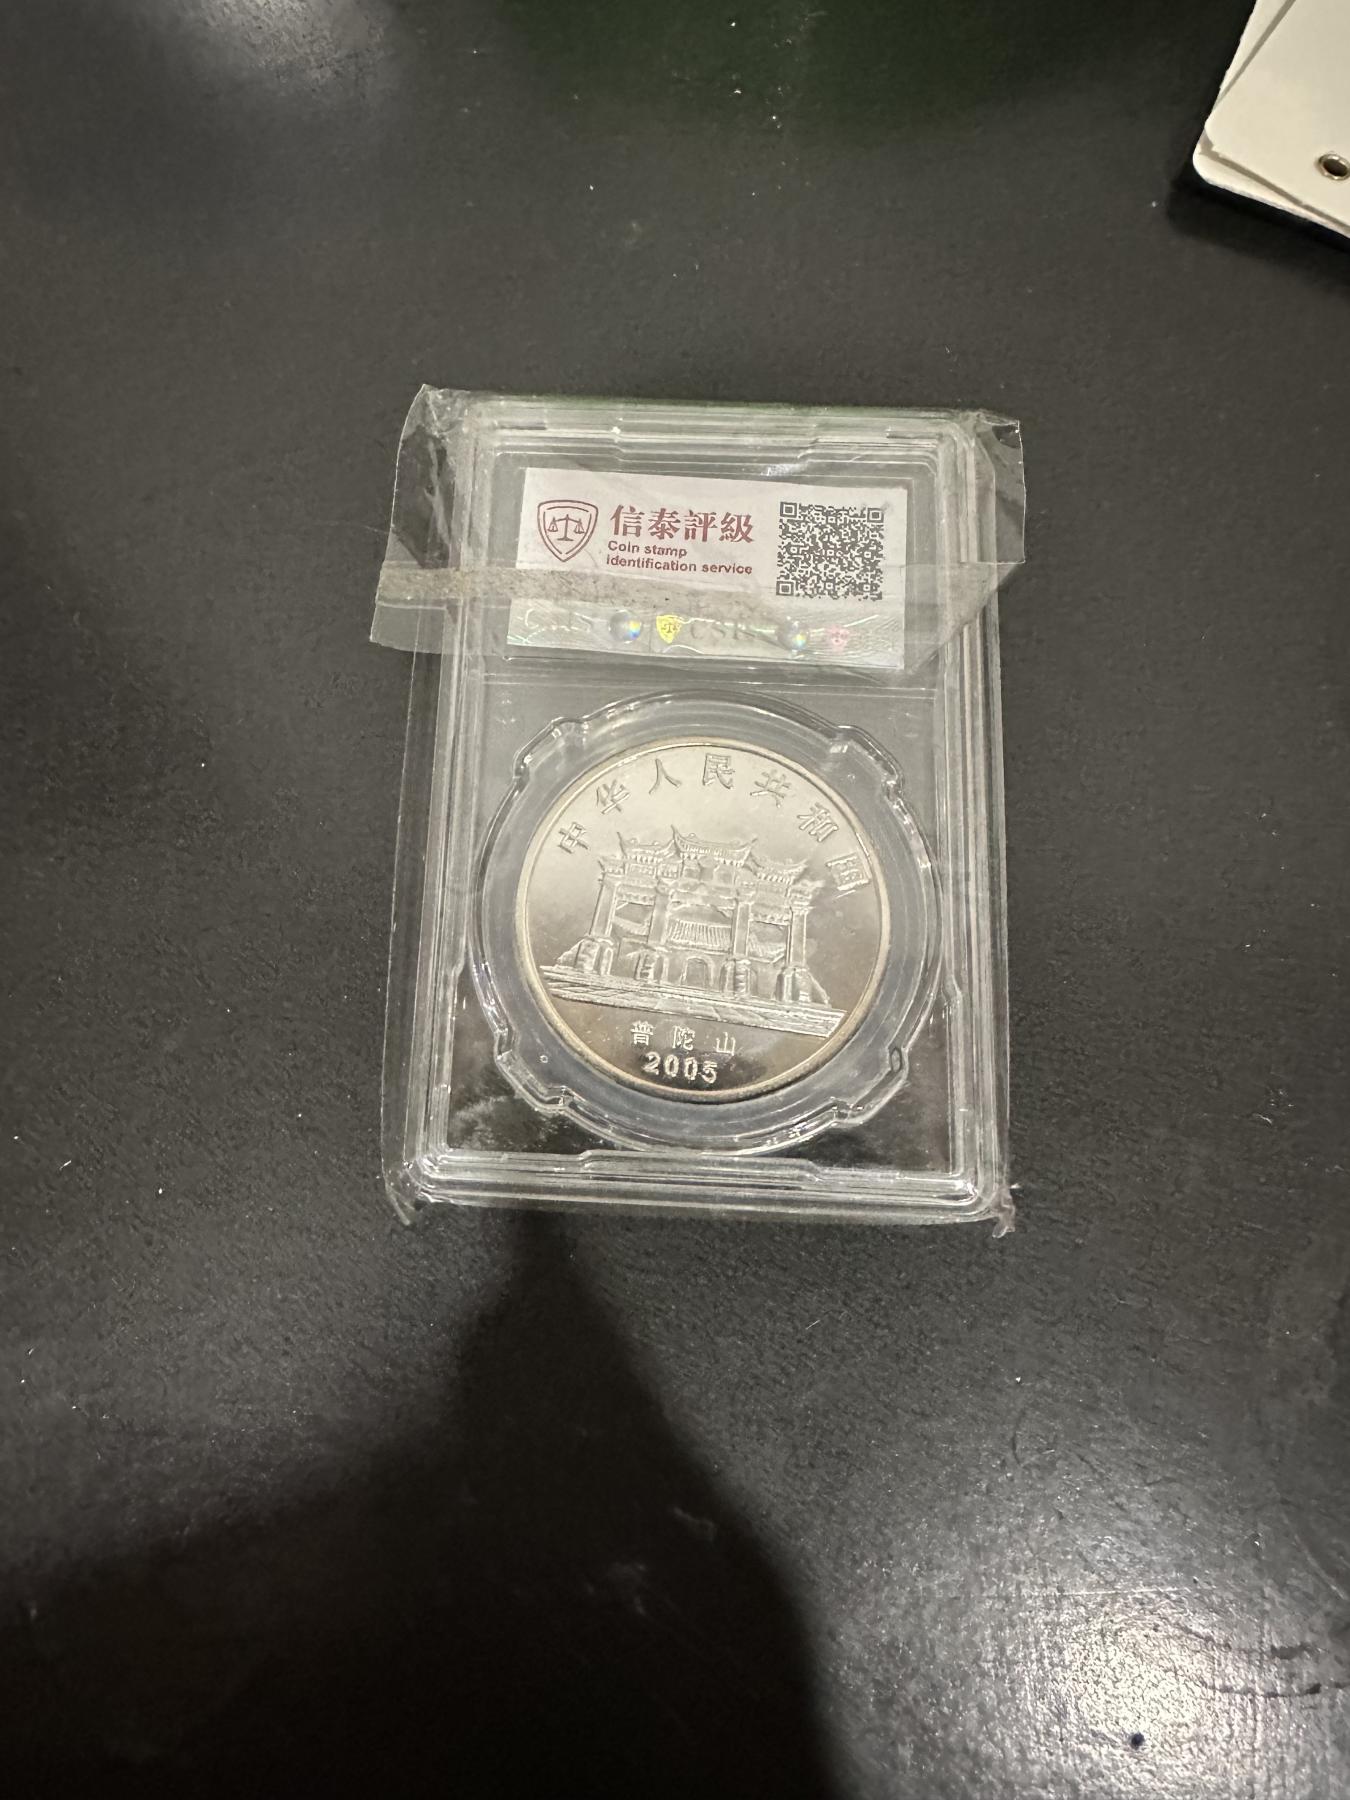 信泰評級
Coin stamp
identification service
CSIS
中华人民共和国
普陀山
2005